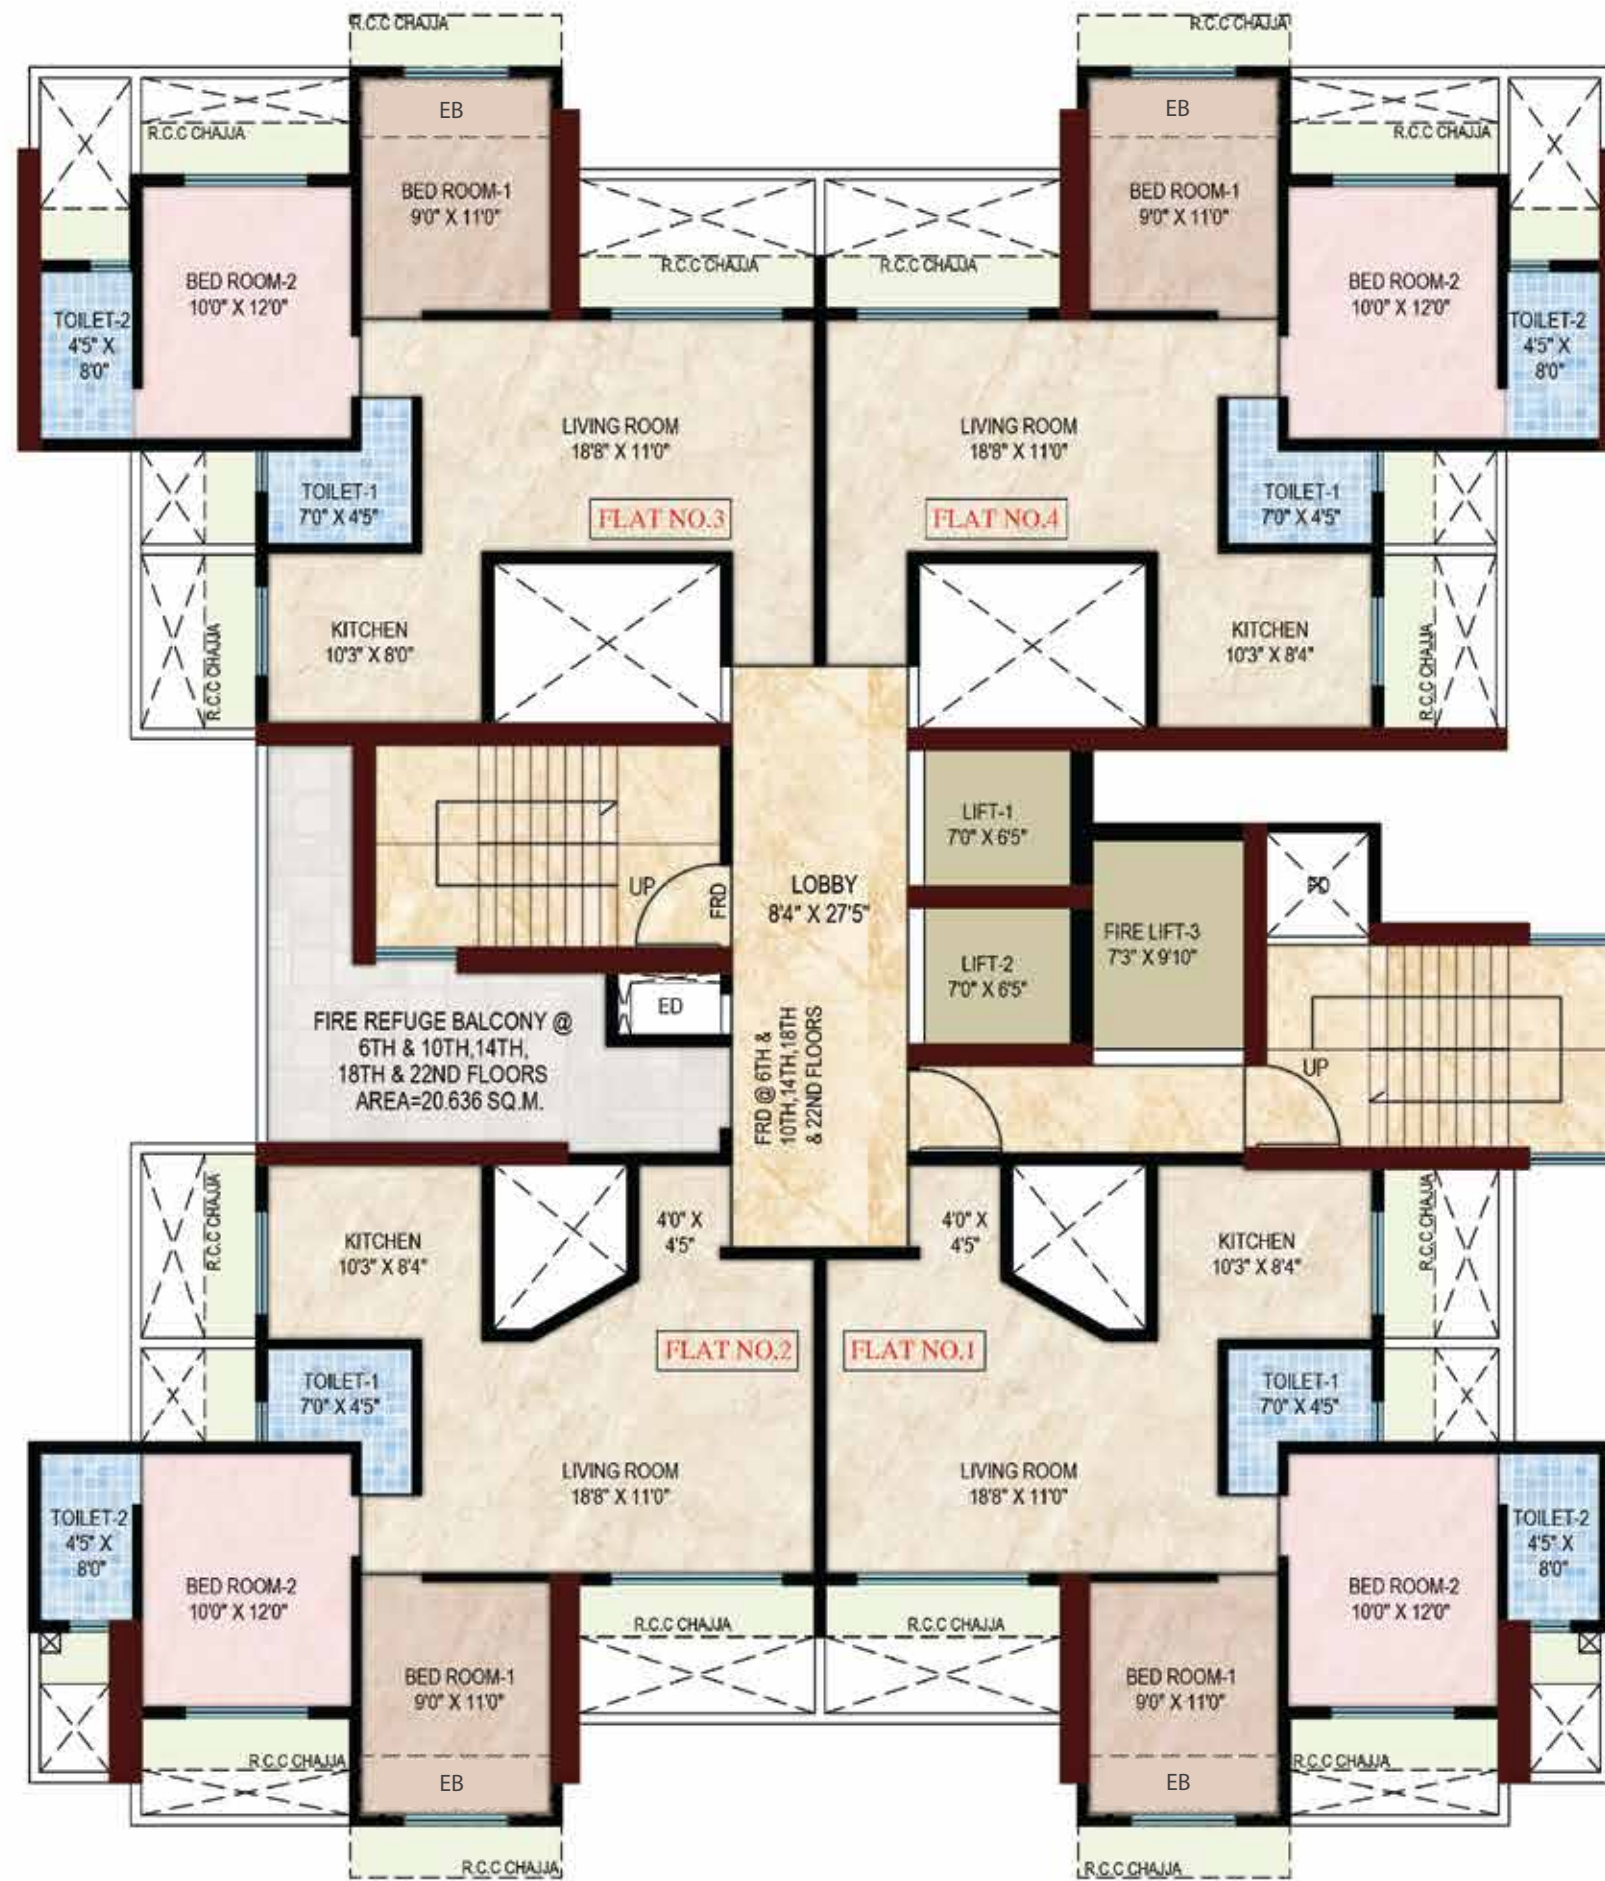 R.C.C CHAJJA
R.C.C CHAJJA
EB
EB
R.C.C CHAJJA
R.C.C CHAJJA
BED ROOM-1
9'0" X 11'0"
BED ROOM-1
9'0" X 11'0"
R.C.C CHAJJA
R.C.C CHAJJA
BED ROOM-2
10'0" X 12'0"
BED ROOM-2
10'0" X 12'0"
TOILET-2
4'5" X
8'0"
TOILET-2
4'5" X
8'0"
LIVING ROOM
18'8" X 11'0"
LIVING ROOM
18'8" X 11'0"
TOILET-1
7'0" X 4'5"
FLAT NO.3
FLAT NO.4
TOILET-1
7'0" X 4'5"
R.C.C CHAJJA
KITCHEN
10'3" X 8'0"
KITCHEN
10'3" X 8'4"
R.C.C CHAJJA
LIFT-1
7'0" X 6'5"
UP
FRD
LOBBY
8'4" X 27'5"
FD
FIRE LIFT-3
7'3" X 9'10"
LIFT-2
7'0" X 6'5"
ED
FIRE REFUGE BALCONY @
6TH & 10TH,14TH,
18TH & 22ND FLOORS
AREA=20.636 SQ.M.
FRD @ 6TH &
10TH,14TH,18TH
& 22ND FLOORS
UP
R.C.C CHAJJA
KITCHEN
10'3" X 8'4"
4'0" X
4'5"
4'0" X
4'5"
KITCHEN
10'3" X 8'4"
R.C.C CHAJJA
FLAT NO.2
FLAT NO.1
TOILET-1
7'0" X 4'5"
TOILET-1
7'0" X 4'5"
LIVING ROOM
18'8" X 11'0"
LIVING ROOM
18'8" X 11'0"
TOILET-2
4'5" X
8'0"
TOILET-2
4'5" X
8'0"
BED ROOM-2
10'0" X 12'0"
BED ROOM-2
10'0" X 12'0"
R.C.C CHAJJA
R.C.C CHAJJA
BED ROOM-1
9'0" X 11'0"
BED ROOM-1
9'0" X 11'0"
R.C.C CHAJJA
R.C.C CHAJJA
EB
EB
R.C.C CHAJJA
R.C.C CHAJJA